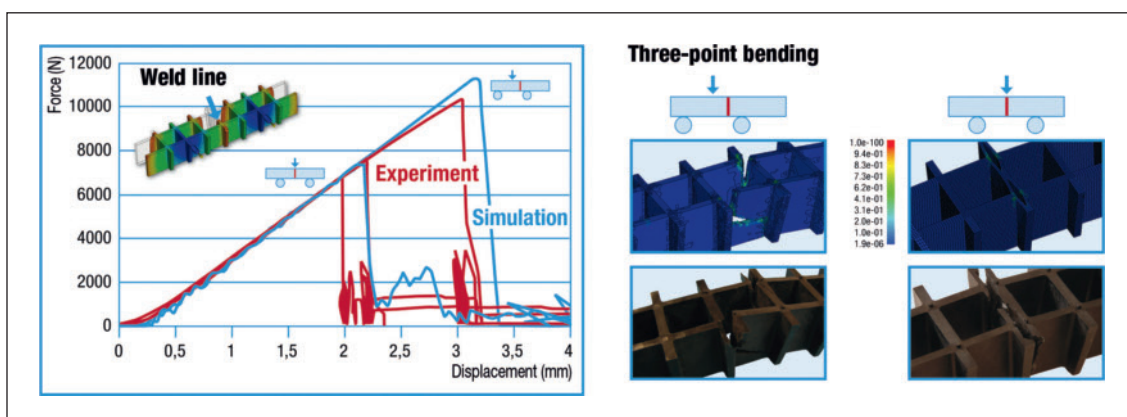 Force (N)
12000
10000
8000
6000
4000
2000
0
Weld line
Experiment
Simulation
0
0,5
1
1,5
2
2,5
3
3,5
4
Displacement (mm)
Three-point bending
1.0e-100
9.4e-01
8.3e-01
7.3e-01
6.2e-01
4.1e-01
3.1e-01
2.0e-01
1.0e-01
1.9e-06